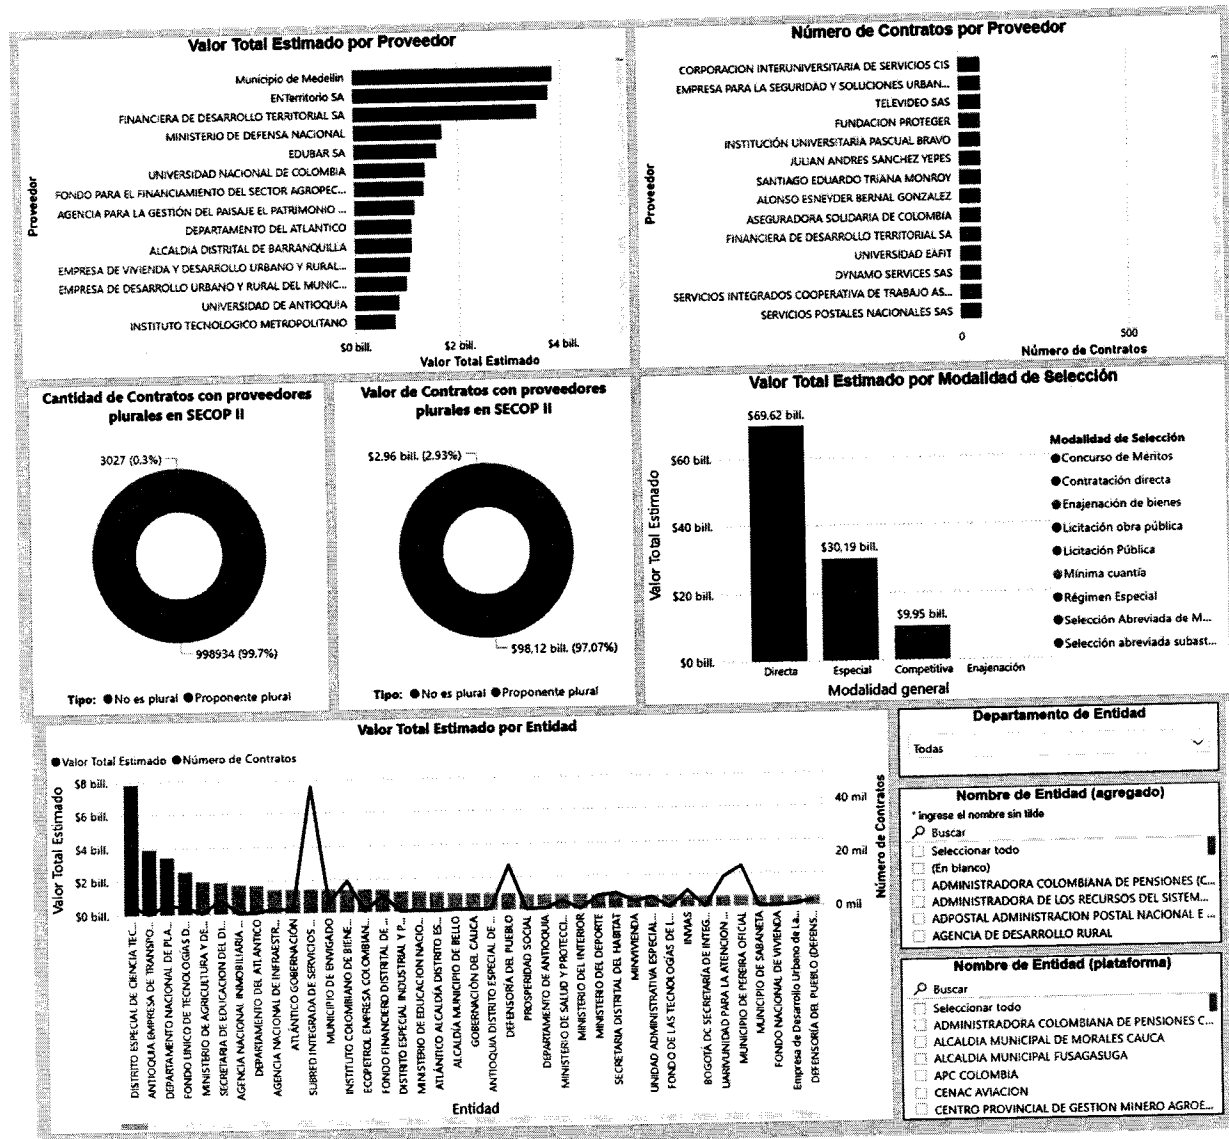 Valor Total Estimado por Proveedor
Proveedor
Municipio de Medellín
ENTerritorio SA
FINANCIERA DE DESARROLLO TERRITORIAL SA
MINISTERIO DE DEFENSA NACIONAL
EDUBAR SA
UNIVERSIDAD NACIONAL DE COLOMBIA
FONDO PARA EL FINANCIAMIENTO DEL SECTOR AGROPEC...
AGENCIA PARA LA GESTIÓN DEL PAISAJE EL PATRIMONIO ...
DEPARTAMENTO DEL ATLANTICO
ALCALDIA DISTRITAL DE BARRANQUILLA
EMPRESA DE VIVIENDA Y DESARROLLO URBANO Y RURAL...
EMPRESA DE DESARROLLO URBANO Y RURAL DEL MUNIC...
UNIVERSIDAD DE ANTIOQUIA
INSTITUTO TECNOLOGICO METROPOLITANO
$0 bill. $2 bill. $4 bill.
Valor Total Estimado
Número de Contratos por Proveedor
Proveedor
CORPORACION INTERUNIVERSITARIA DE SERVICIOS CIS
EMPRESA PARA LA SEGURIDAD Y SOLUCIONES URBAN...
TELEVIDEO SAS
FUNDACION PROTEGER
INSTITUCIÓN UNIVERSITARIA PASCUAL BRAVO
JULIAN ANDRES SANCHEZ YEPES
SANTIAGO EDUARDO TRIANA MONROY
ALONSO ESNEYDER BERNAL GONZALEZ
ASEGURADORA SOLIDARIA DE COLOMBIA
FINANCIERA DE DESARROLLO TERRITORIAL SA
UNIVERSIDAD EAFIT
DYNAMO SERVICES SAS
SERVICIOS INTEGRADOS COOPERATIVA DE TRABAJO AS...
SERVICIOS POSTALES NACIONALES SAS
0 500
Número de Contratos
Cantidad de Contratos con proveedores
plurales en SECOP II
3027 (0.3%)
998934 (99.7%)
Tipo: No es plural Proponente plural
Valor de Contratos con proveedores
plurales en SECOP II
$2.96 bill. (2.93%)
$98,12 bill. (97.07%)
Tipo: No es plural Proponente plural
Valor Total Estimado por Modalidad de Selección
Valor Total Estimado
$60 bill.
$40 bill.
$20 bill.
$0 bill.
$69.62 bill.
$30,19 bill.
$9.95 bill.
Directa Especial Competitiva Enajenación
Modalidad general
Modalidad de Selección
Concurso de Méritos
Contratación directa
Enajenación de bienes
Licitación obra pública
Licitación Pública
Mínima cuantía
Régimen Especial
Selección Abreviada de M...
Selección abreviada subast...
Valor Total Estimado por Entidad
Valor Total Estimado Número de Contratos
Valor Total Estimado
$8 bill.
$6 bill.
$4 bill.
$2 bill.
$0 bill.
40 mil
20 mil
0 mil
Número de Contratos
DISTRITO ESPECIAL DE CIENCIA TEC...
ANTIOQUIA EMPRESA DE TRANSPO...
DEPARTAMENTO NACIONAL DE PLA...
FONDO UNICO DE TECNOLOGÍAS D...
MINISTERIO DE AGRICULTURA Y DE...
SECRETARIA DE EDUCACION DEL DI...
AGENCIA NACIONAL INMOBILIARIA ...
DEPARTAMENTO DEL ATLANTICO
AGENCIA NACIONAL DE INFRAESTR...
ATLÁNTICO GOBERNACIÓN
SUBRED INTEGRADA DE SERVICIOS ...
MUNICIPIO DE ENVIGADO
INSTITUTO COLOMBIANO DE BIENE...
ECOPETROL EMPRESA COLOMBIAN...
FONDO FINANCIERO DISTRITAL DE ...
DISTRITO ESPECIAL INDUSTRIAL Y P...
MINISTERIO DE EDUCACION NACIO...
ATLÁNTICO ALCALDÍA DISTRITO ES...
ALCALDÍA MUNICIPIO DE BELLO
GOBERNACIÓN DEL CAUCA
ANTIOQUIA DISTRITO ESPECIAL DE ...
DEFENSORÍA DEL PUEBLO
PROSPERIDAD SOCIAL
DEPARTAMENTO DE ANTIOQUIA
MINISTERIO DE SALUD Y PROTECCI...
MINISTERIO DEL INTERIOR
MINISTERIO DEL DEPORTE
SECRETARIA DISTRITAL DEL HABITAT
MINVIVIENDA
UNIDAD ADMINISTRATIVA ESPECIAL...
FONDO DE LAS TECNOLOGÍAS DE L...
INVIAS
BOGOTÁ DC SECRETARÍA DE INTEG...
UARIVUNIDAD PARA LA ATENCION ...
MUNICIPIO DE PEREIRA OFICIAL
MUNICIPIO DE SABANETA
FONDO NACIONAL DE VIVIENDA
Empresa de Desarrollo Urbano de La...
DEFENSORÍA DEL PUEBLO (DEFENS...
Entidad
Departamento de Entidad
Todas
Nombre de Entidad (agregado)
* ingrese el nombre sin tilde
Buscar
Seleccionar todo
(En blanco)
ADMINISTRADORA COLOMBIANA DE PENSIONES (C...
ADMINISTRADORA DE LOS RECURSOS DEL SISTEM...
ADPOSTAL ADMINISTRACION POSTAL NACIONAL E ...
AGENCIA DE DESARROLLO RURAL
Nombre de Entidad (plataforma)
Buscar
Seleccionar todo
ADMINISTRADORA COLOMBIANA DE PENSIONES C...
ALCALDIA MUNICIPAL DE MORALES CAUCA
ALCALDIA MUNICIPAL FUSAGASUGA
APC COLOMBIA
CENAC AVIACION
CENTRO PROVINCIAL DE GESTION MINERO AGROE...